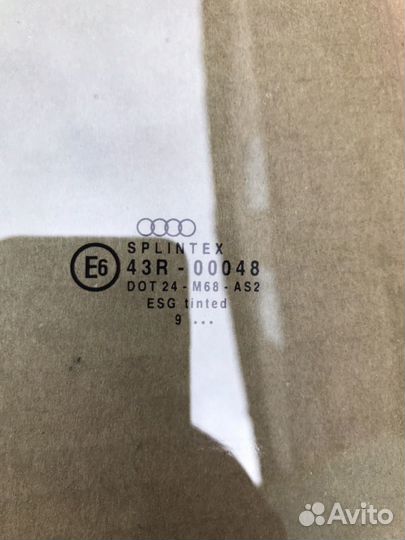 SPLINTEX
E6 43R - 00048
DOT 24 - M68 - AS2
ESG tinted
9 ...
Avito